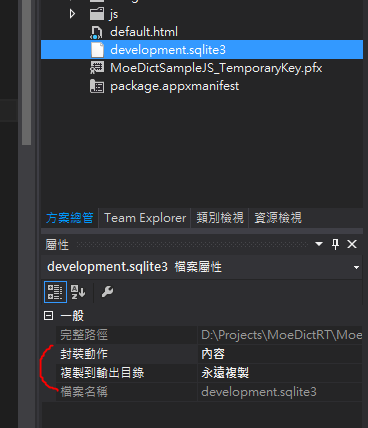 js
default.html
development.sqlite3
MoeDictSampleJS_TemporaryKey.pfx
package.appxmanifest
方案總管 Team Explorer 類別檢視 資源檢視
屬性
development.sqlite3 檔案屬性
一般
完整路徑 D:\Projects\MoeDictRT\Moe
封裝動作 內容
複製到輸出目錄 永遠複製
檔案名稱 development.sqlite3